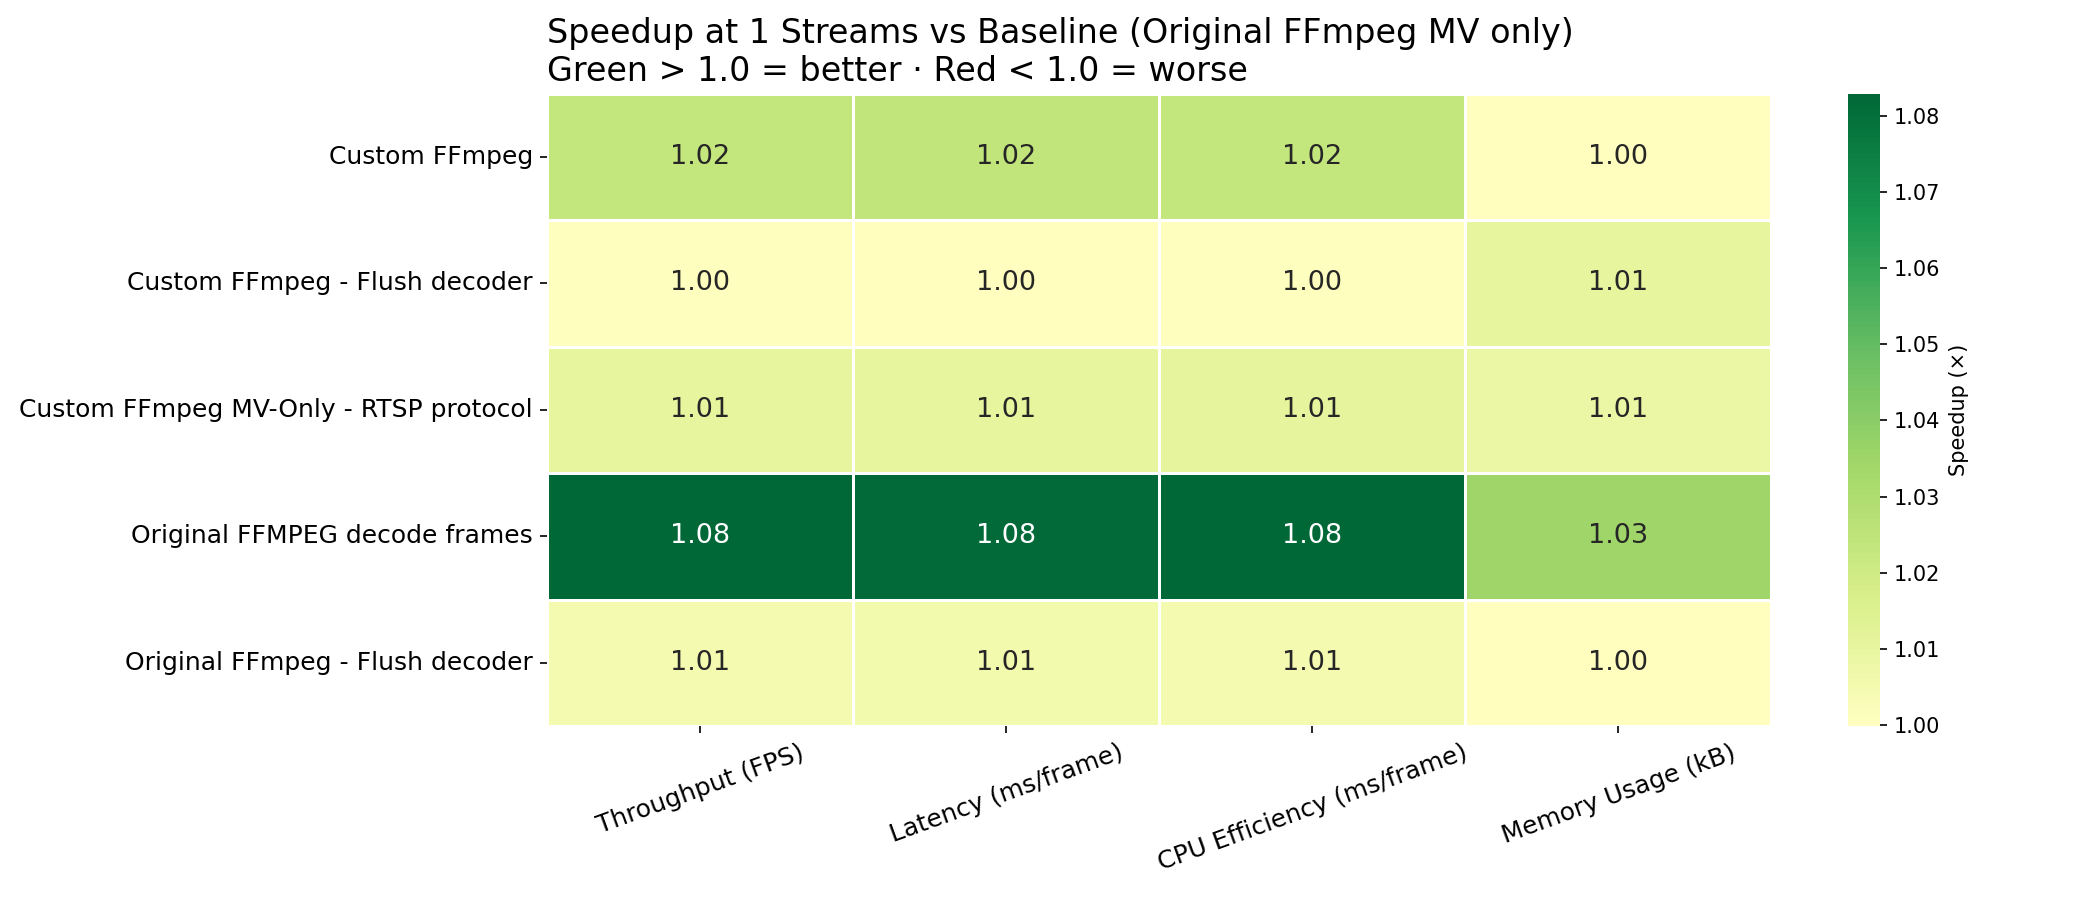 Speedup at 1 Streams vs Baseline (Original FFmpeg MV only)
Green > 1.0 = better · Red < 1.0 = worse
Custom FFmpeg
1.02
1.02
1.02
1.00
Custom FFmpeg - Flush decoder
1.00
1.00
1.00
1.01
Custom FFmpeg MV-Only - RTSP protocol
1.01
1.01
1.01
1.01
Original FFMPEG decode frames
1.08
1.08
1.08
1.03
Original FFmpeg - Flush decoder
1.01
1.01
1.01
1.00
Throughput (FPS)
Latency (ms/frame)
CPU Efficiency (ms/frame)
Memory Usage (kB)
1.08
1.07
1.06
1.05
1.04
1.03
1.02
1.01
1.00
Speedup (×)